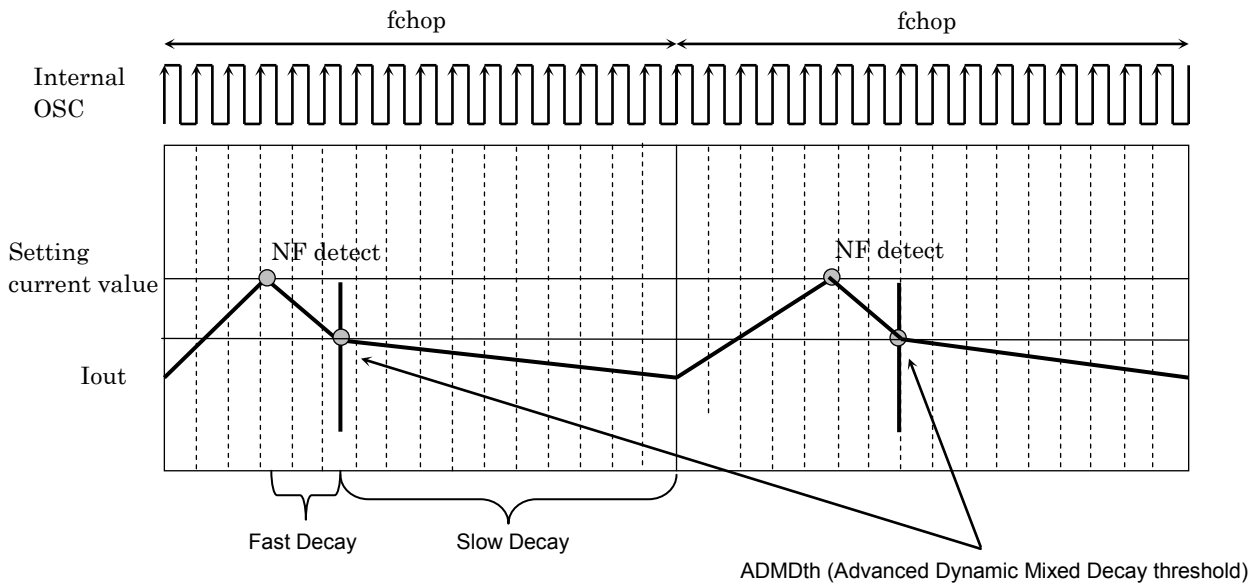 fchop
fchop
Internal
OSC
Setting
current value
NF detect
NF detect
Iout
Fast Decay
Slow Decay
ADMDth (Advanced Dynamic Mixed Decay threshold)